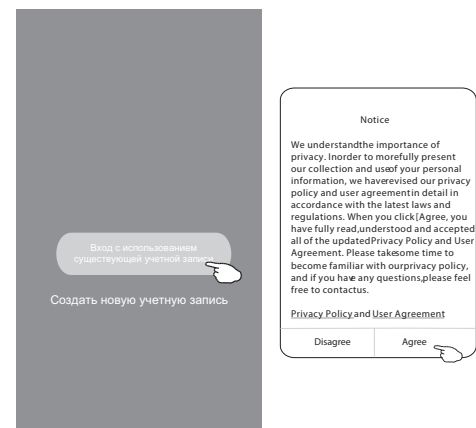 Вход с использованием
существующей учетной записи
Создать новую учетную запись
Notice
We understandthe importance of
privacy. Inorder to morefully present
our collection and useof your personal
information, we haverevised our privacy
policy and user agreementin detail in
accordance with the latest laws and
regulations. When you click[Agree, you
have fully read,understood and accepted
all of the updatedPrivacy Policy and User
Agreement. Please takesome time to
become familiar with ourprivacy policy,
and if you have any questions,please feel
free to contactus.
Privacy Policy and User Agreement
Disagree Agree